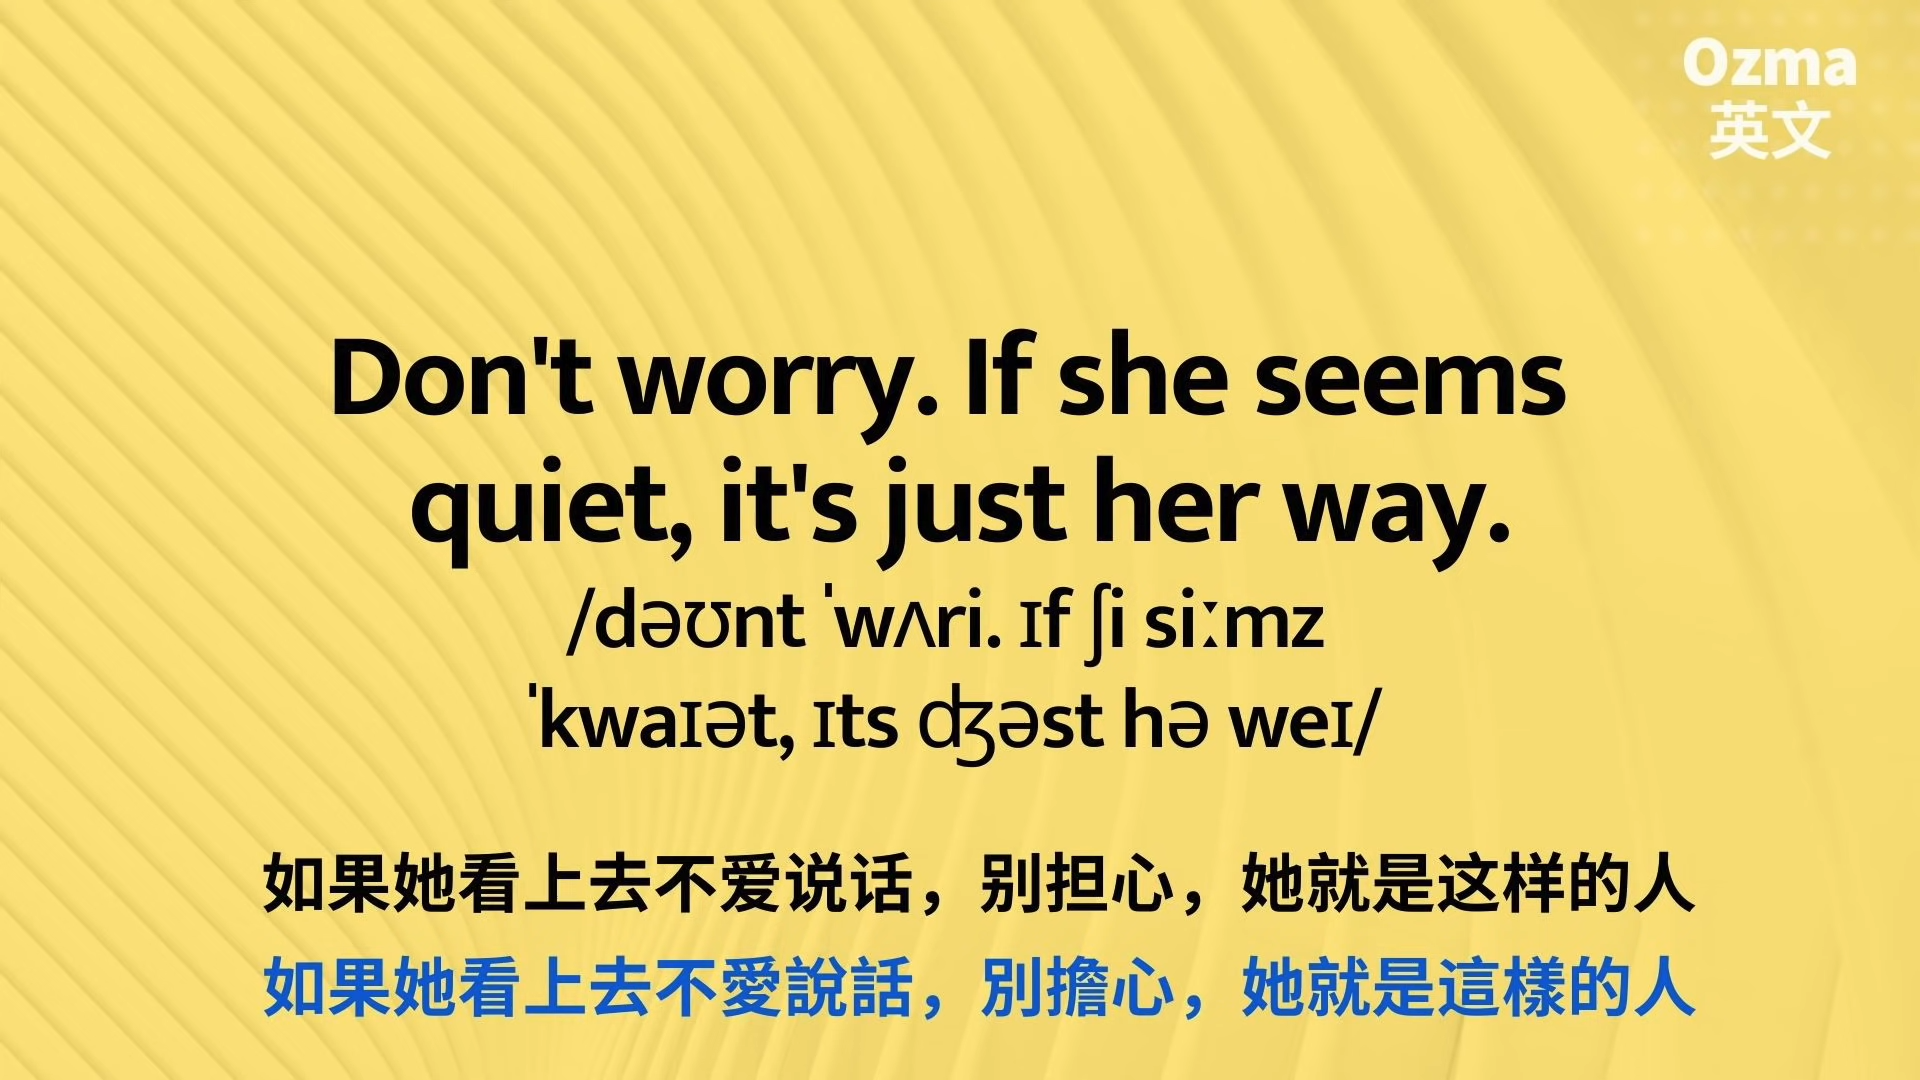 Ozma
英文
Don't worry. If she seems
quiet, it's just her way.
/dəʊnt ˈwʌri. ɪf ʃi siːmz
ˈkwaɪət, ɪts ʤəst hə weɪ/
如果她看上去不爱说话，别担心，她就是这样的人
如果她看上去不愛說話，別擔心，她就是這樣的人